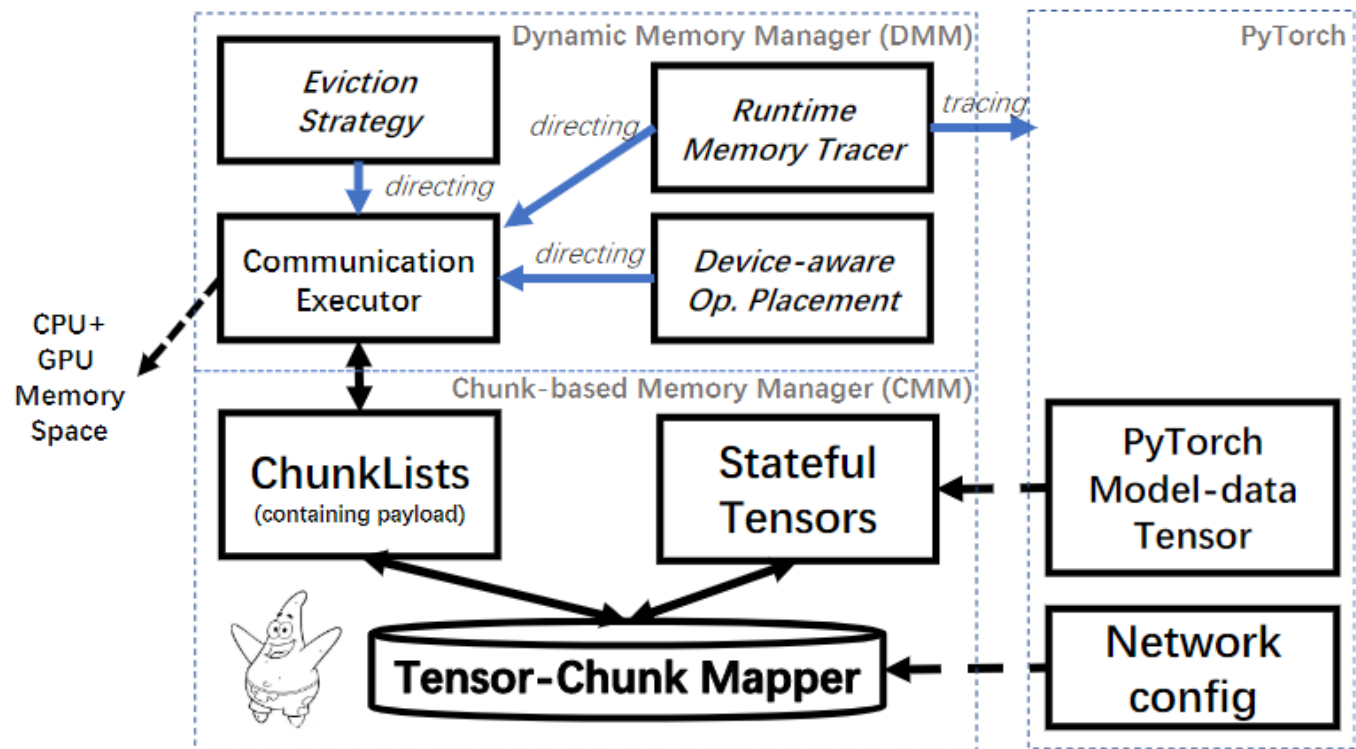 Dynamic Memory Manager (DMM)
PyTorch
Eviction
Strategy
directing
Runtime
Memory Tracer
tracing
directing
Communication
Executor
directing
Device-aware
Op. Placement
CPU+
GPU
Memory
Space
Chunk-based Memory Manager (CMM)
ChunkLists
(containing payload)
Stateful
Tensors
PyTorch
Model-data
Tensor
Tensor-Chunk Mapper
Network
config